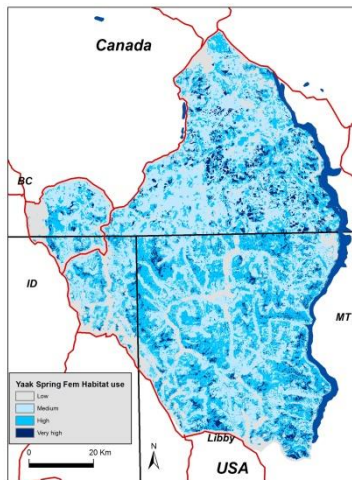 Canada
BC
ID
MT
Yaak Spring Fem Habitat use
Low
Medium
High
Very high
0 20 Km
N
Libby
USA